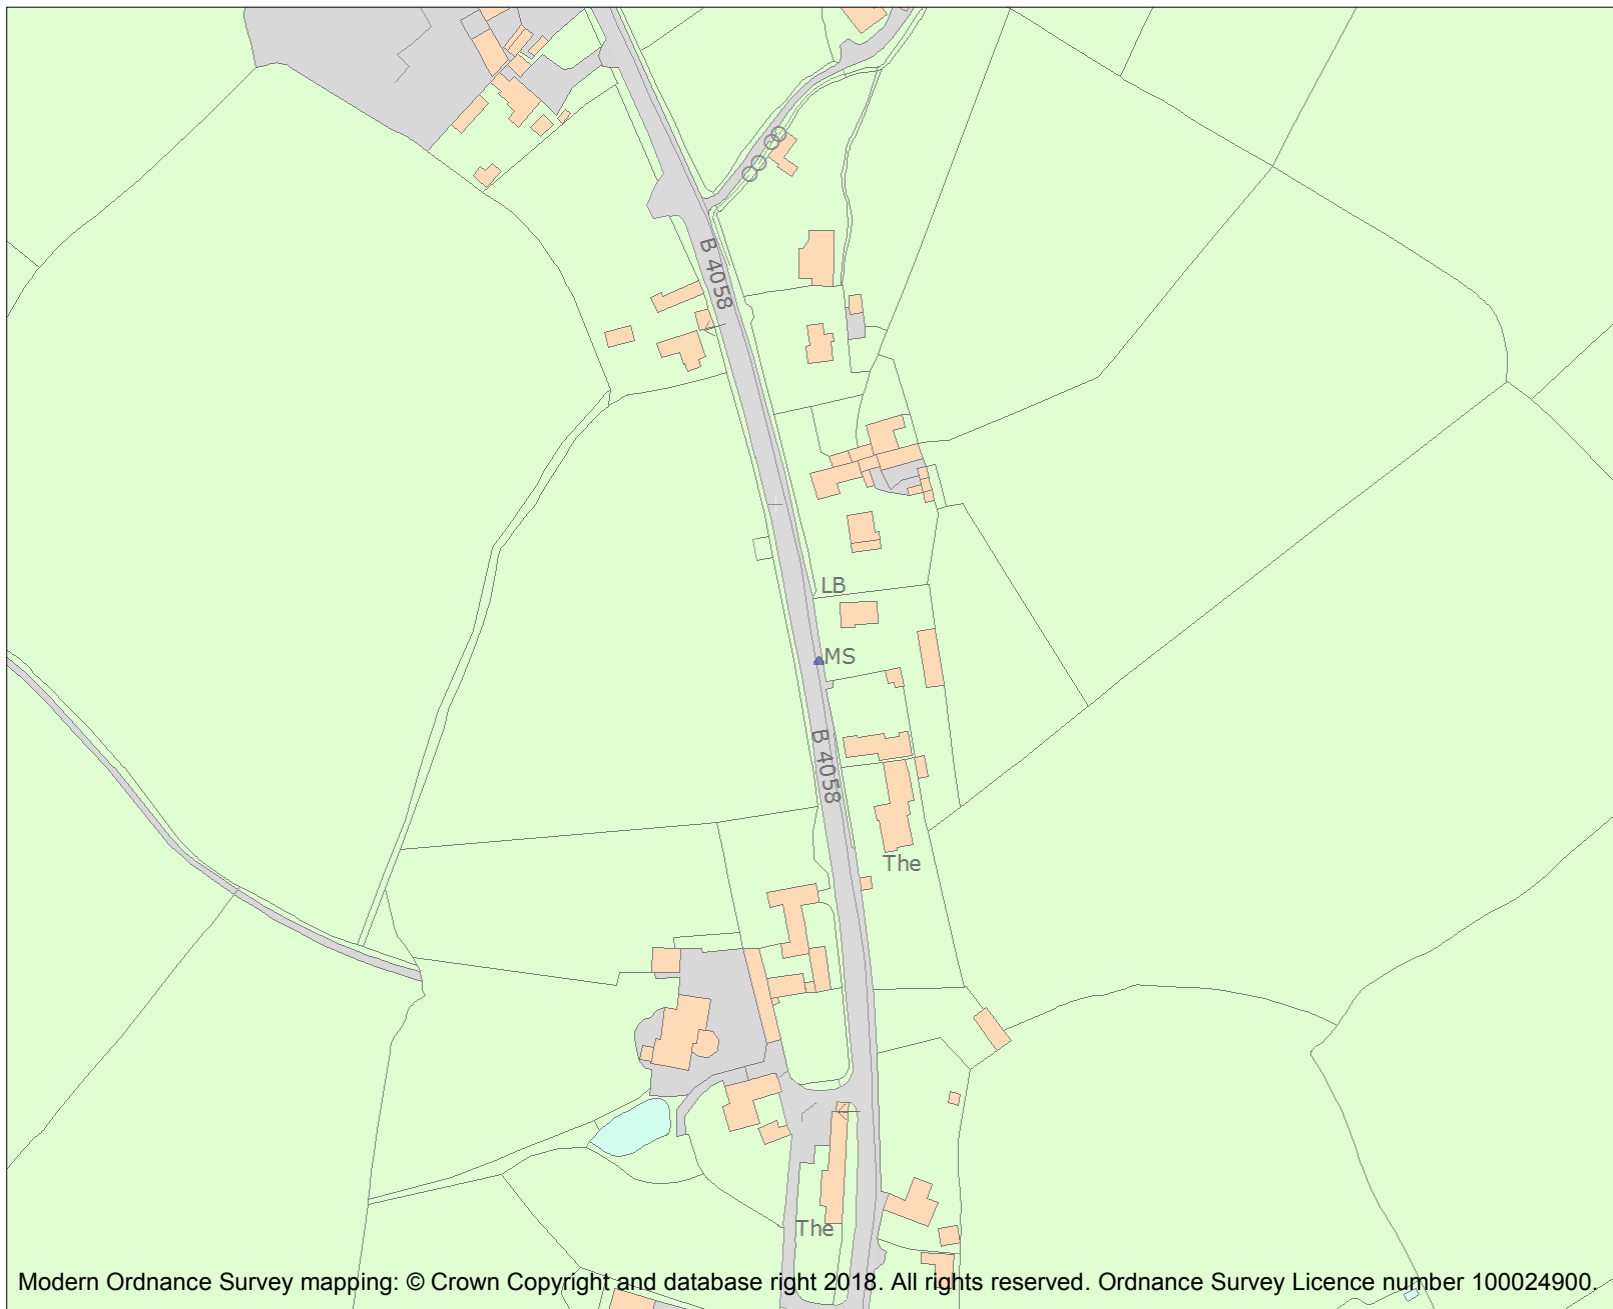 B 4058
LB
MS
B 4058
The
The
Modern Ordnance Survey mapping: © Crown Copyright and database right 2018. All rights reserved. Ordnance Survey Licence number 100024900.